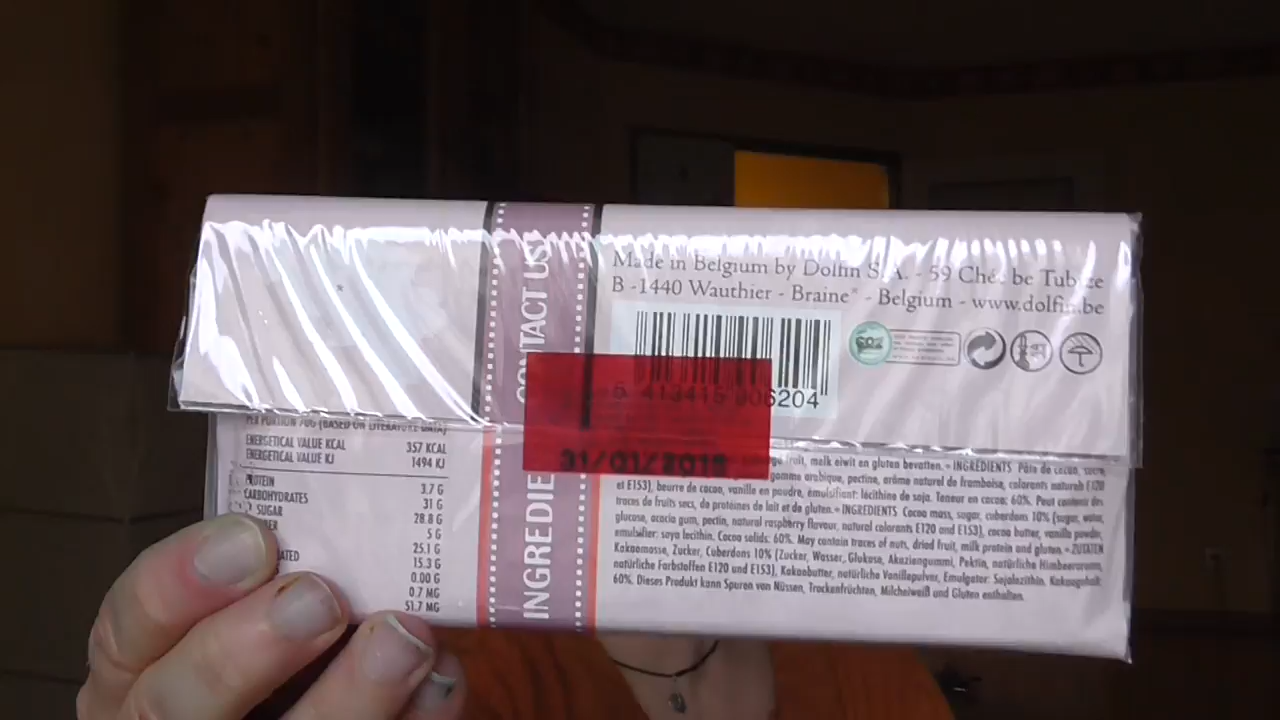 Made in Belgium by Dolfin S.A. - 59 Chée be Tubize
B -1440 Wauthier - Braine* - Belgium - www.dolfin.be
CONTACT US
5 413415 906204
31/01/2018
INGREDIE
PER PORTION 70G (BASED ON LITERATURE DATA)
ENERGETICAL VALUE KCAL 357 KCAL
ENERGETICAL VALUE KJ 1494 KJ
PROTEIN 3.7 G
CARBOHYDRATES 31 G
SUGAR 28.8 G
5 G
25.1 G
15.3 G
0.00 G
0.7 MG
51.7 MG
fruit, melk eiwit en gluten bevatten. • INGREDIENTS Pâte de cacao, sucre,
gomme arabique, pectine, arôme naturel de framboise, colorants naturels E120
et E153), beurre de cacao, vanille en poudre, émulsifiant: lécithine de soja. Teneur en cacao: 60%. Peut contenir des
traces de fruits secs, de protéines de lait et de gluten. • INGREDIENTS Cocoa mass, sugar, cuberdons 10% (sugar, water,
glucose, acacia gum, pectin, natural raspberry flavour, natural colorants E120 and E153), cocoa butter, vanilla powder,
emulsifier: soya lecithin. Cocoa solids: 60%. May contain traces of nuts, dried fruit, milk protein and gluten. • ZUTATEN
Kakaomasse, Zucker, Cuberdons 10% (Zucker, Wasser, Glukose, Akaziengummi, Pektin, natürliche Himbeeraroma,
natürliche Farbstoffen E120 and E153), Kakaobutter, natürliche Vanillepulver, Emulgator: Sojalezithin. Kakaogehalt:
60%. Dieses Produkt kann Spuren von Nüssen, Trockenfrüchten, Milcheiweiß und Gluten enthalten.